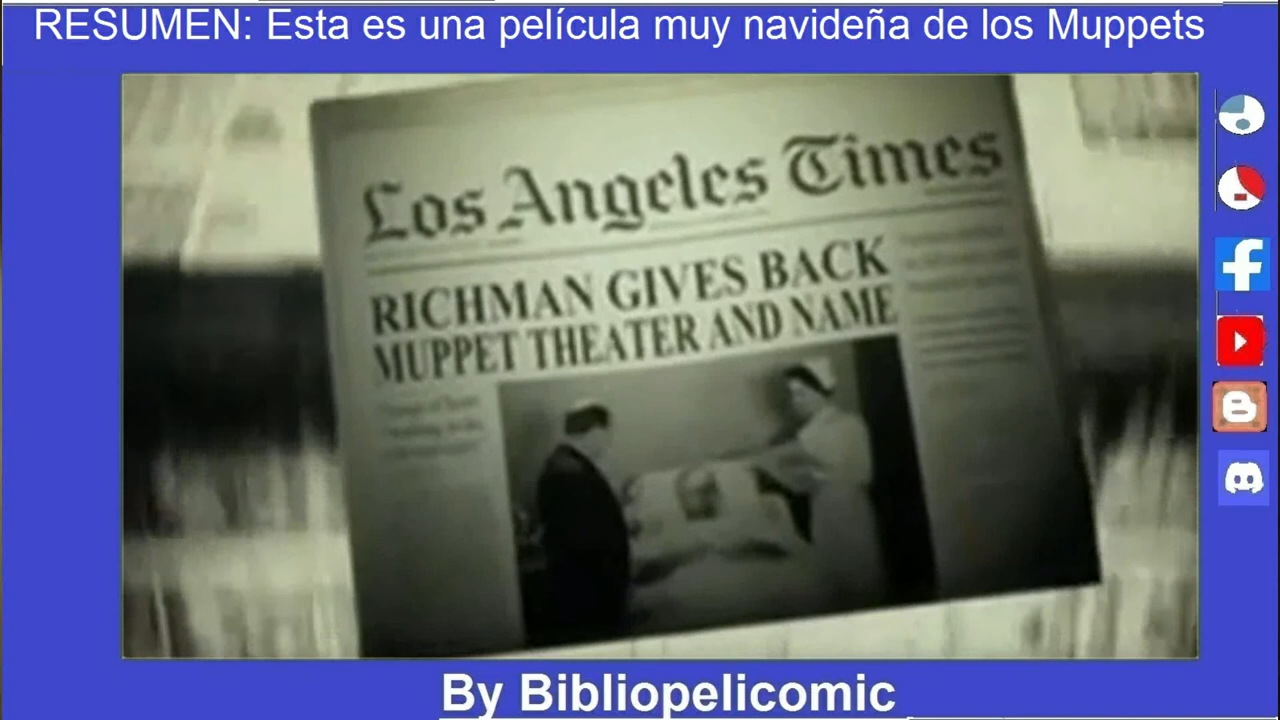 RESUMEN: Esta es una película muy navideña de los Muppets
Los Angeles Times
RICHMAN GIVES BACK
MUPPET THEATER AND NAME
By Bibliopelicomic